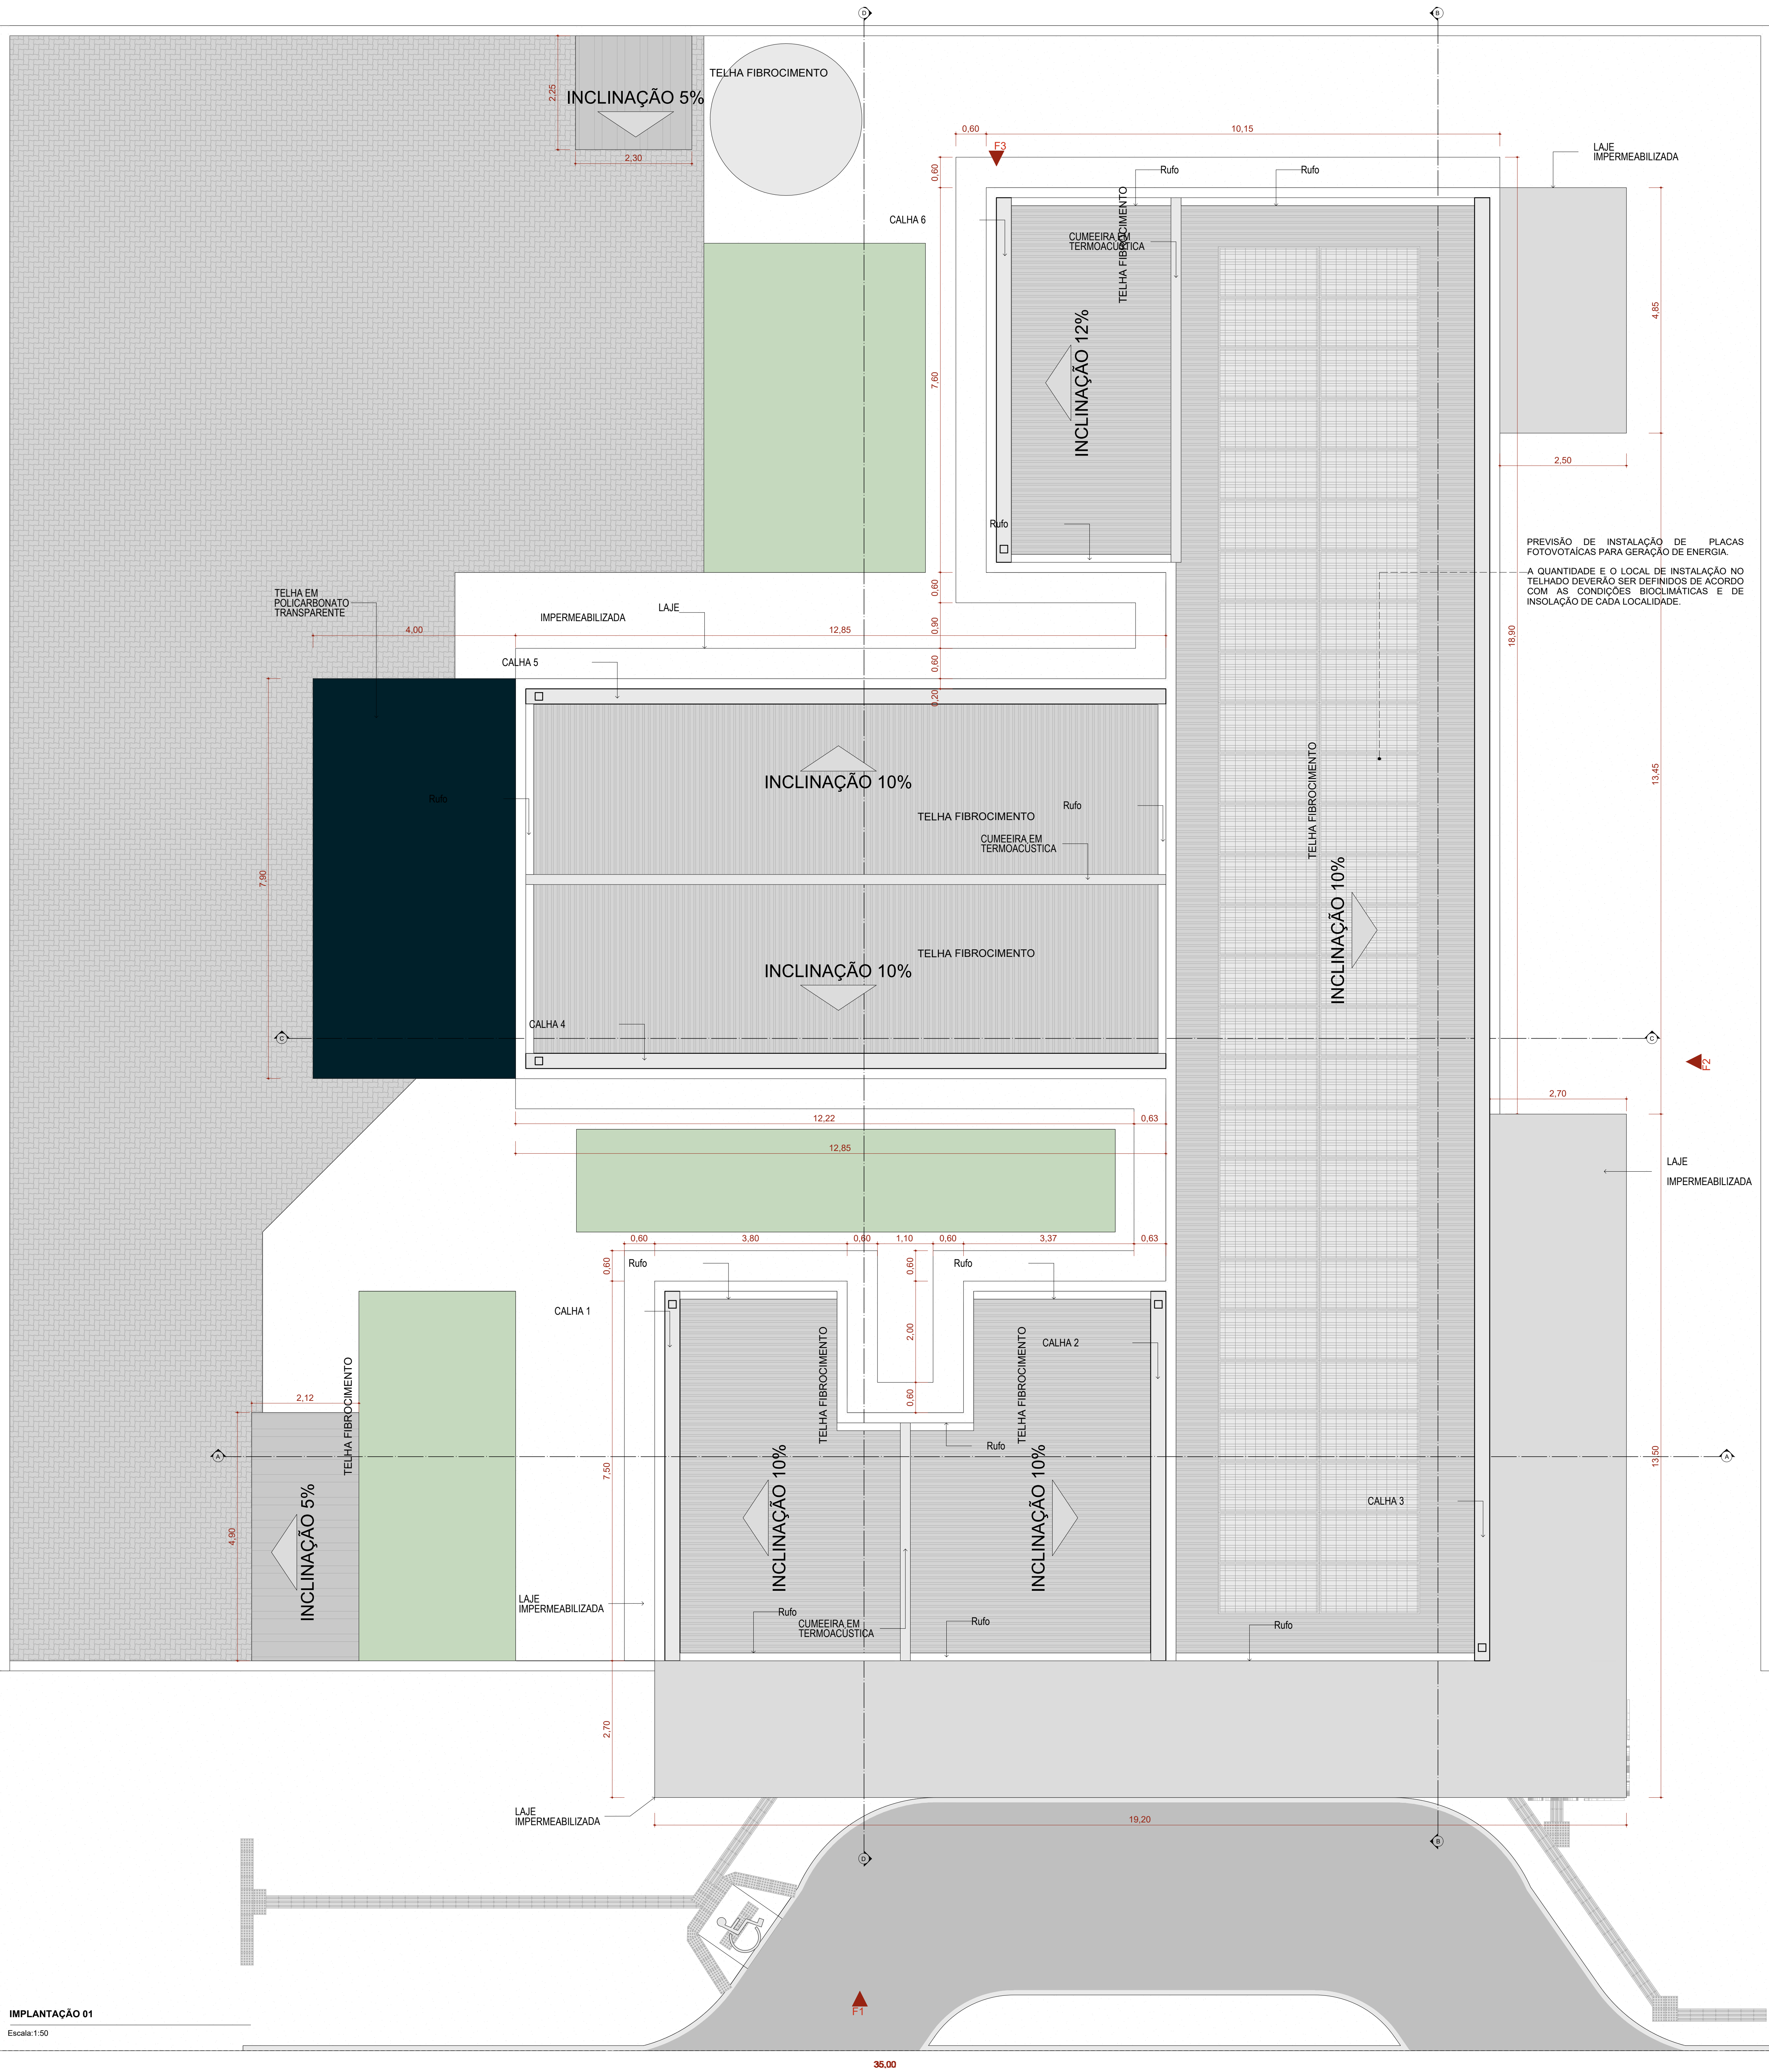 D
B
TELHA FIBROCIMENTO
INCLINAÇÃO 5%
2,25
2,30
0,60
10,15
F3
LAJE
IMPERMEABILIZADA
Rufo
Rufo
0,60
CALHA 6
TELHA FIBROCIMENTO
CUMEEIRA EM
TERMOACÚSTICA
4,85
INCLINAÇÃO 12%
7,60
2,50
Rufo
PREVISÃO DE INSTALAÇÃO DE PLACAS
FOTOVOTAÍCAS PARA GERAÇÃO DE ENERGIA.
A QUANTIDADE E O LOCAL DE INSTALAÇÃO NO
TELHADO DEVERÃO SER DEFINIDOS DE ACORDO
COM AS CONDIÇÕES BIOCLIMÁTICAS E DE
INSOLAÇÃO DE CADA LOCALIDADE.
0,60
TELHA EM
POLICARBONATO
TRANSPARENTE
LAJE
IMPERMEABILIZADA
0,90
18,90
4,00
12,85
CALHA 5
0,60
0,20
INCLINAÇÃO 10%
13,45
Rufo
Rufo
TELHA FIBROCIMENTO
TELHA FIBROCIMENTO
CUMEEIRA EM
TERMOACÚSTICA
7,90
INCLINAÇÃO 10%
TELHA FIBROCIMENTO
INCLINAÇÃO 10%
CALHA 4
C
C
F2
2,70
12,22
0,63
12,85
LAJE
IMPERMEABILIZADA
0,60
3,80
0,60
1,10
0,60
3,37
0,63
0,60
Rufo
0,60
Rufo
CALHA 1
2,00
CALHA 2
TELHA FIBROCIMENTO
TELHA FIBROCIMENTO
TELHA FIBROCIMENTO
2,12
0,60
Rufo
A
A
7,50
13,50
INCLINAÇÃO 10%
INCLINAÇÃO 10%
CALHA 3
INCLINAÇÃO 5%
4,90
LAJE
IMPERMEABILIZADA
Rufo
CUMEEIRA EM
TERMOACÚSTICA
Rufo
Rufo
2,70
LAJE
IMPERMEABILIZADA
19,20
D
B
F1
IMPLANTAÇÃO 01
Escala:1:50
35,00